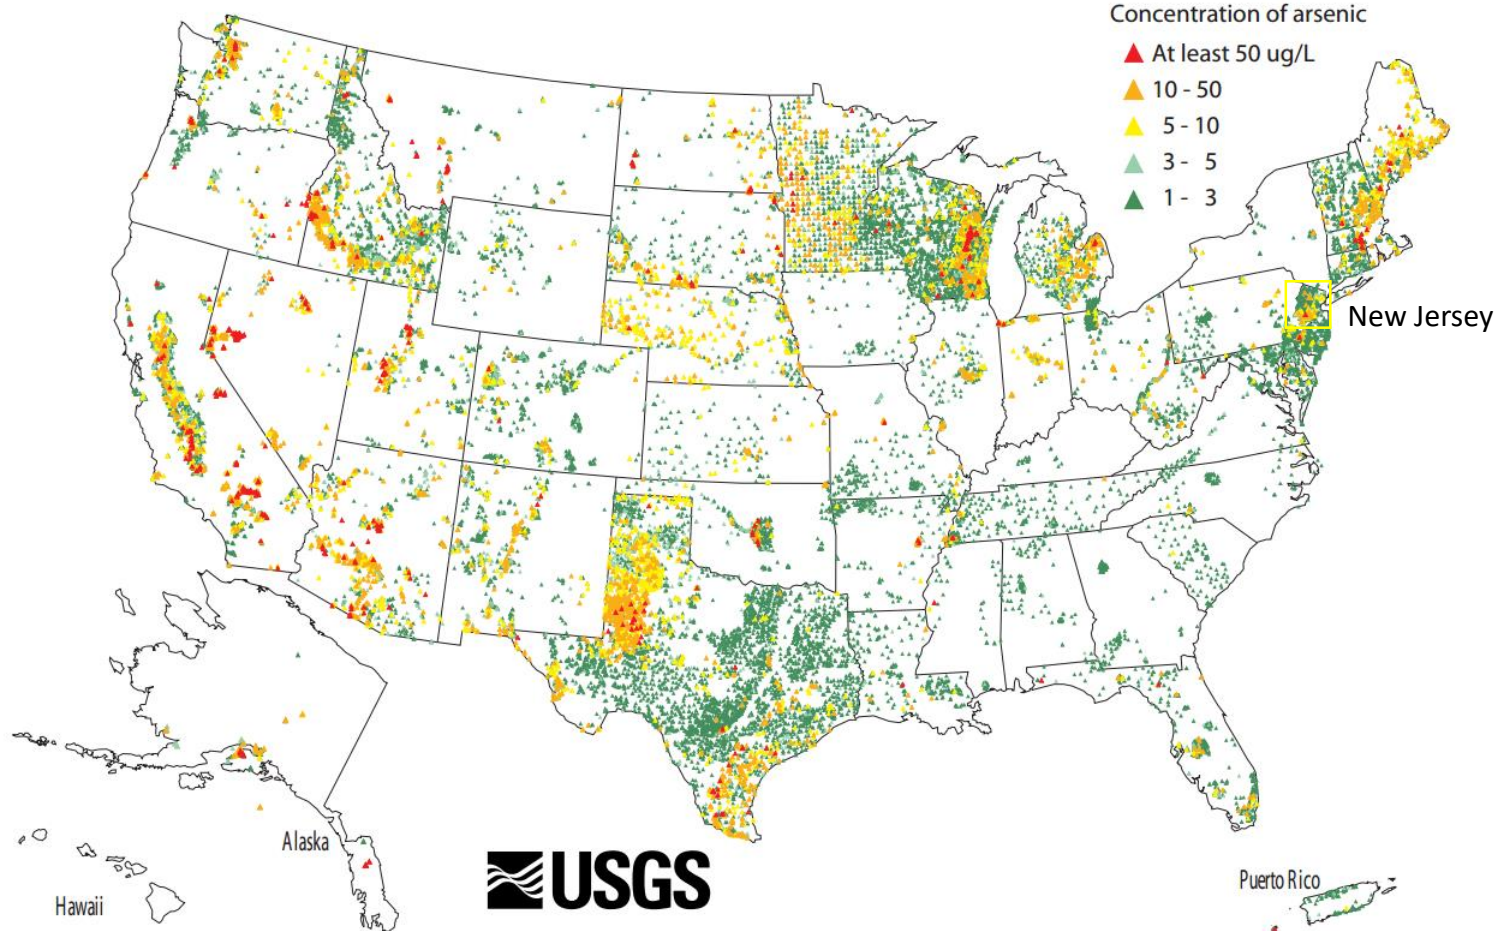 Concentration of arsenic
At least 50 ug/L
10 - 50
5 - 10
3 - 5
1 - 3
New Jersey
Alaska
Hawaii
USGS
Puerto Rico